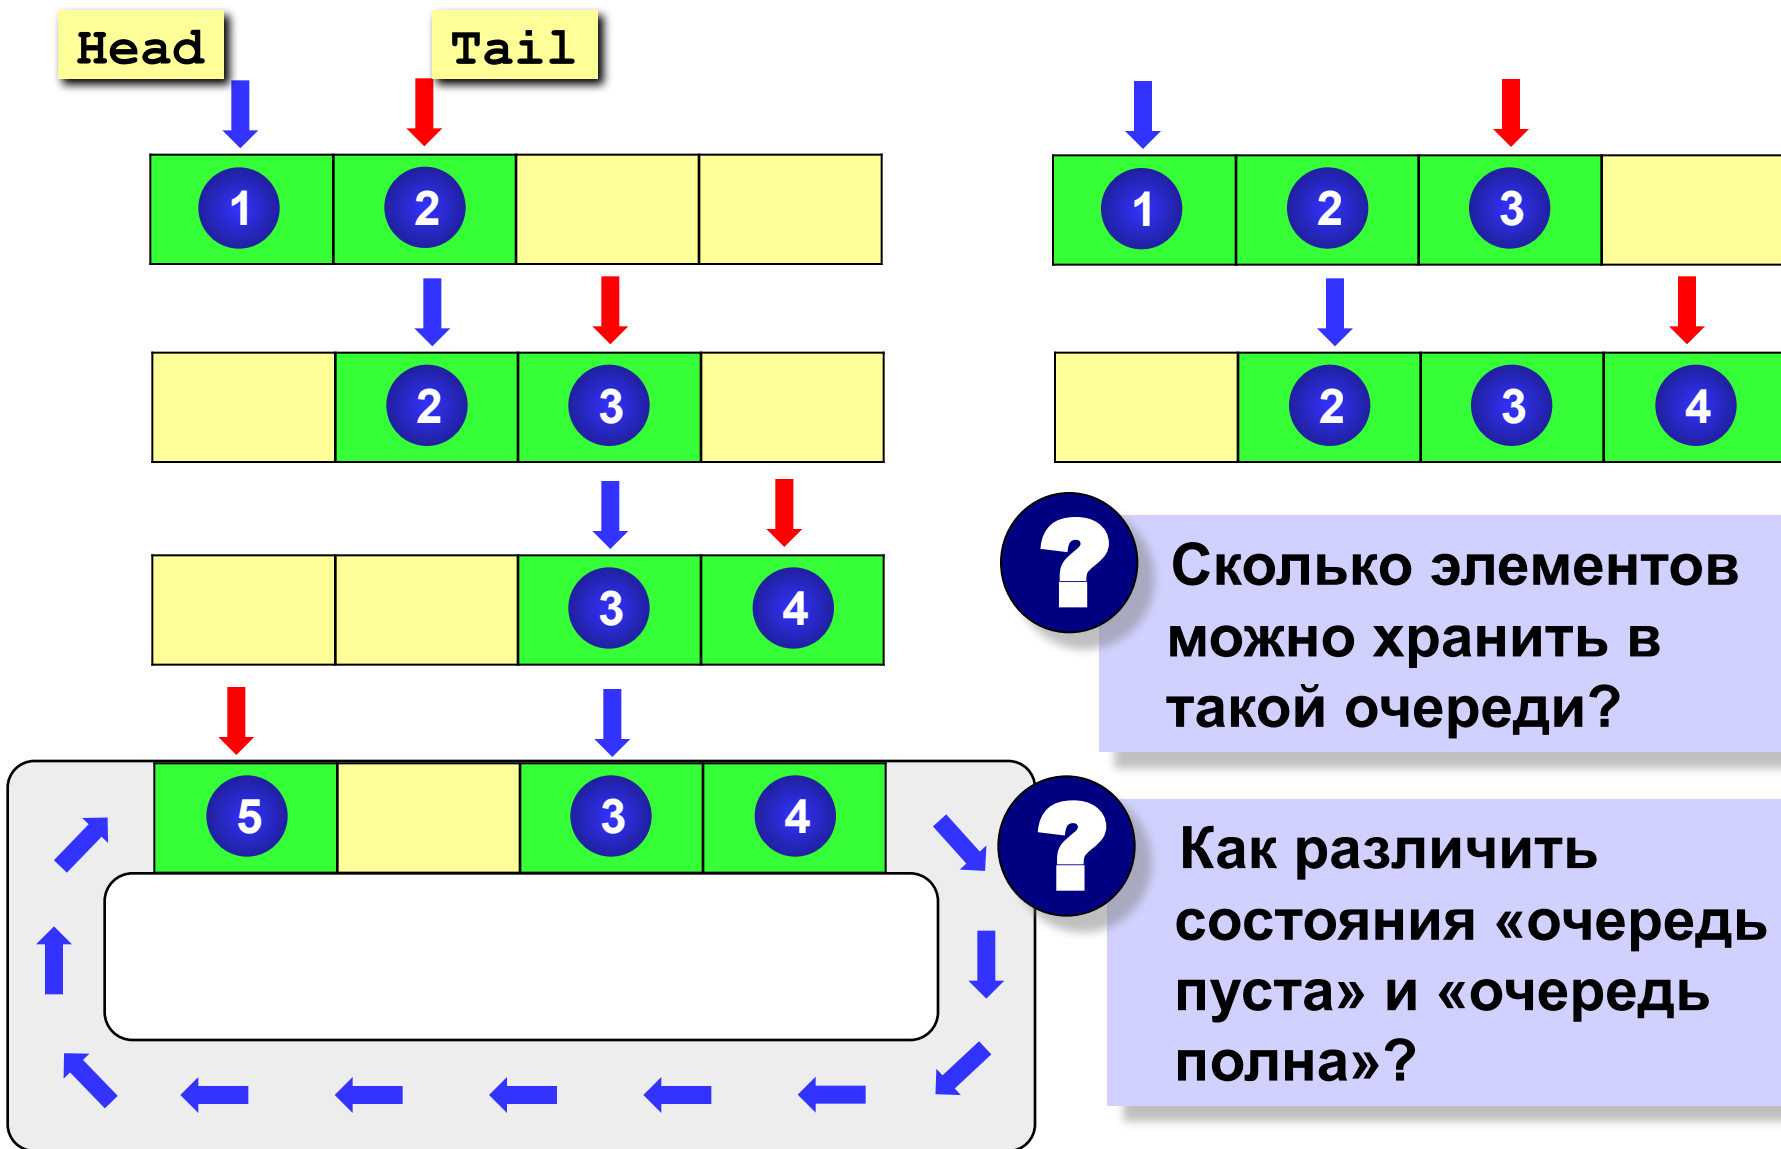 Head Tail
1 2
1 2 3
2 3
2 3 4
3 4
5 3 4
? Сколько элементов
можно хранить в
такой очереди?
? Как различить
состояния «очередь
пуста» и «очередь
полна»?